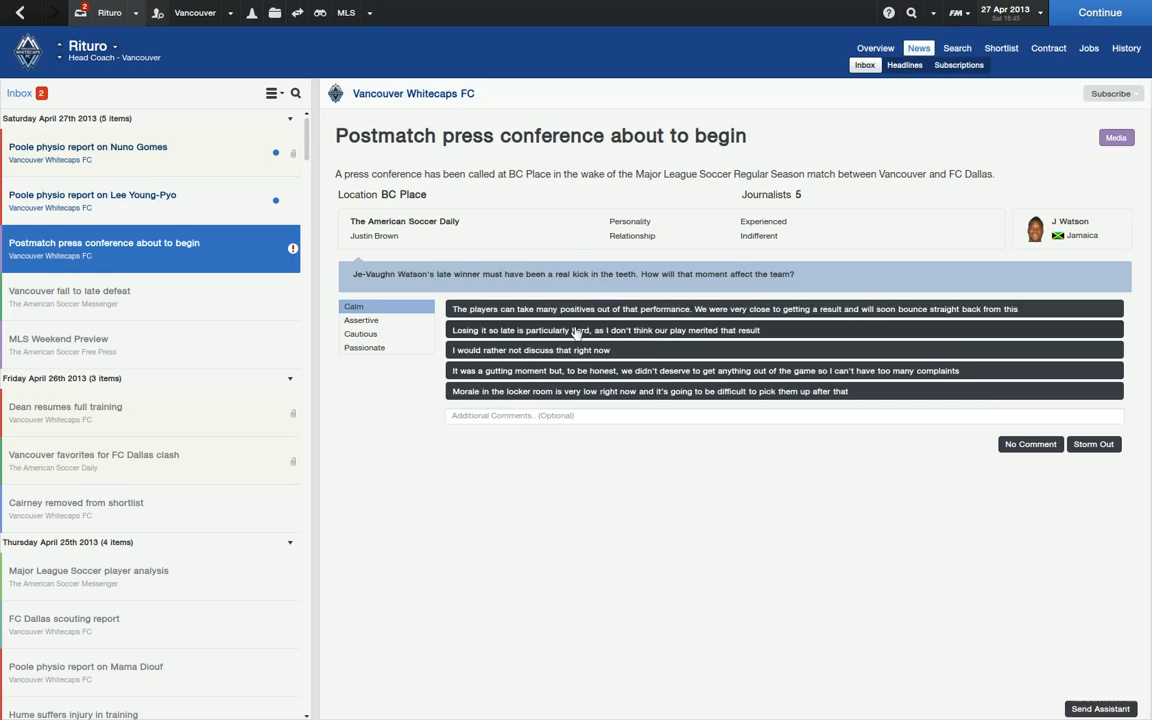 2
Rituro
Vancouver
MLS
FM
27 Apr 2013
Sat 16:45
Continue
WHITECAPS FC
Rituro
Head Coach - Vancouver
Overview
News
Search
Shortlist
Contract
Jobs
History
Inbox
Headlines
Subscriptions
Inbox 2
Saturday April 27th 2013 (5 items)
Poole physio report on Nuno Gomes
Vancouver Whitecaps FC
Poole physio report on Lee Young-Pyo
Vancouver Whitecaps FC
Postmatch press conference about to begin
Vancouver Whitecaps FC
Vancouver fall to late defeat
The American Soccer Messenger
MLS Weekend Preview
The American Soccer Free Press
Friday April 26th 2013 (3 items)
Dean resumes full training
Vancouver Whitecaps FC
Vancouver favorites for FC Dallas clash
The American Soccer Daily
Cairney removed from shortlist
Vancouver Whitecaps FC
Thursday April 25th 2013 (4 items)
Major League Soccer player analysis
The American Soccer Messenger
FC Dallas scouting report
Vancouver Whitecaps FC
Poole physio report on Mama Diouf
Vancouver Whitecaps FC
Hume suffers injury in training
Vancouver Whitecaps FC
Subscribe
Postmatch press conference about to begin
Media
A press conference has been called at BC Place in the wake of the Major League Soccer Regular Season match between Vancouver and FC Dallas.
Location BC Place
Journalists 5
The American Soccer Daily
Personality
Experienced
Justin Brown
Relationship
Indifferent
J Watson
Jamaica
Je-Vaughn Watson's late winner must have been a real kick in the teeth. How will that moment affect the team?
Calm
Assertive
Cautious
Passionate
The players can take many positives out of that performance. We were very close to getting a result and will soon bounce straight back from this
Losing it so late is particularly hard, as I don't think our play merited that result
I would rather not discuss that right now
It was a gutting moment but, to be honest, we didn't deserve to get anything out of the game so I can't have too many complaints
Morale in the locker room is very low right now and it's going to be difficult to pick them up after that
Additional Comments.. (Optional)
No Comment
Storm Out
Send Assistant